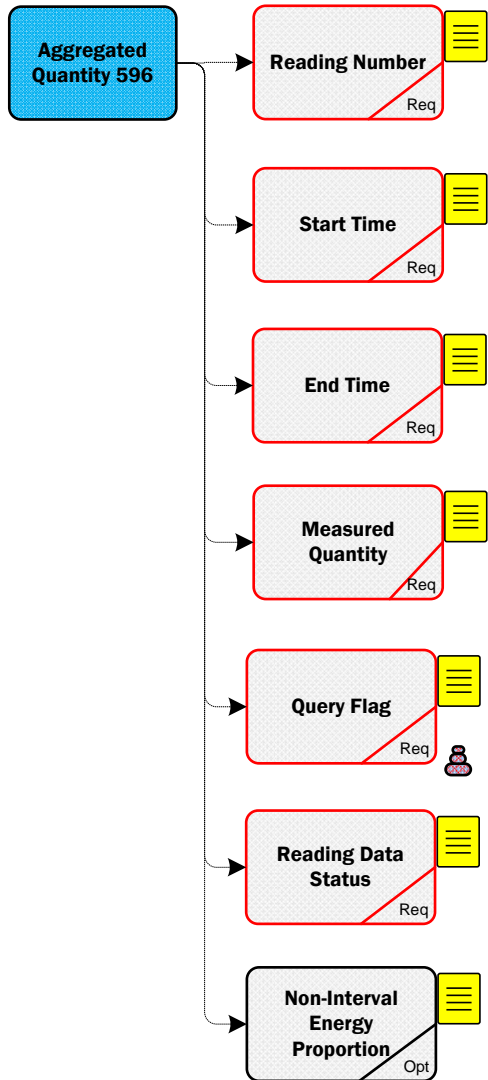 Aggregated
Quantity 596
Reading Number
Req
Start Time
Req
End Time
Req
Measured
Quantity
Req
Query Flag
Req
Reading Data
Status
Req
Non-Interval
Energy
Proportion
Opt